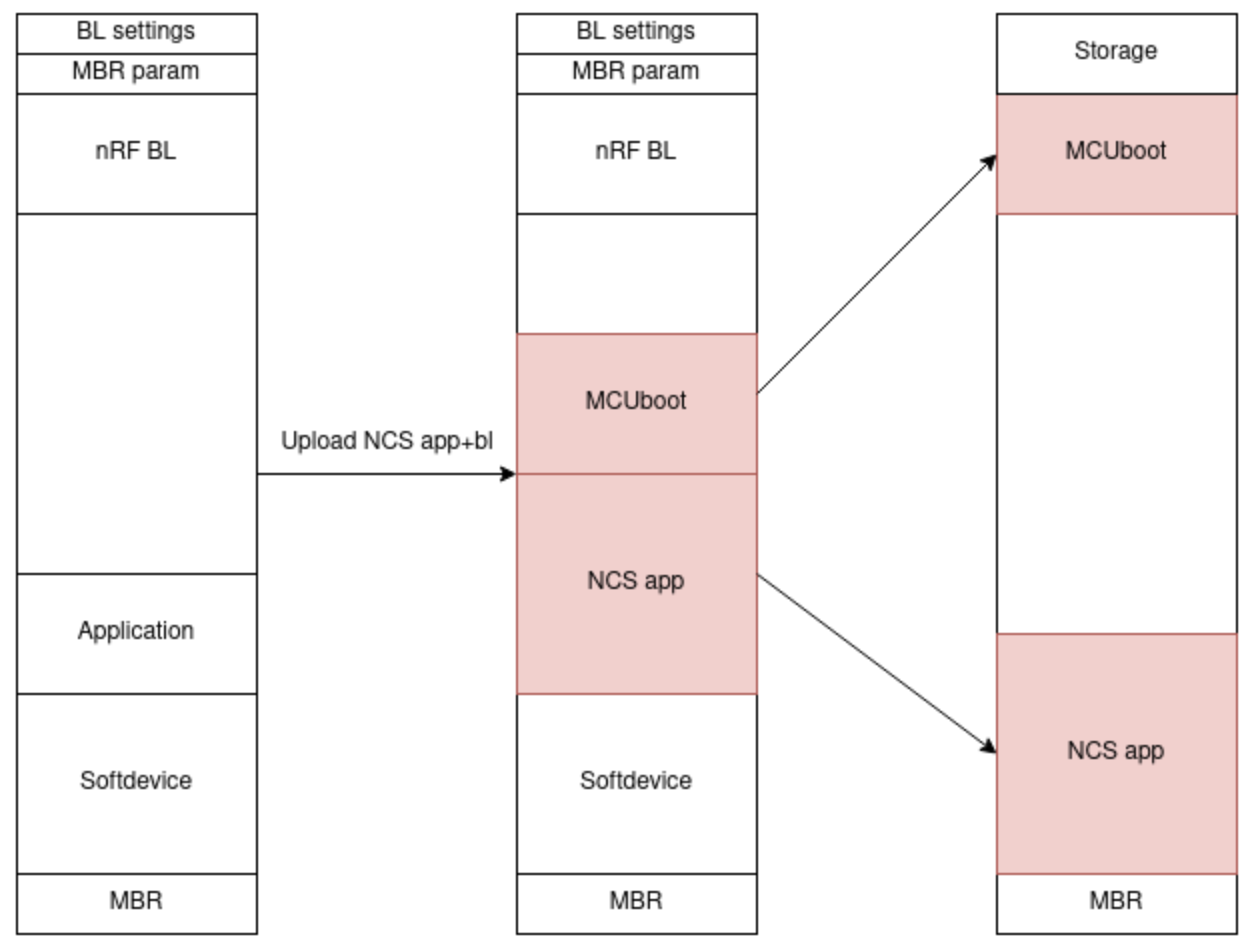 BL settings
MBR param
nRF BL
Application
Softdevice
MBR
Upload NCS app+bl
BL settings
MBR param
nRF BL
MCUboot
NCS app
Softdevice
MBR
Storage
MCUboot
NCS app
MBR